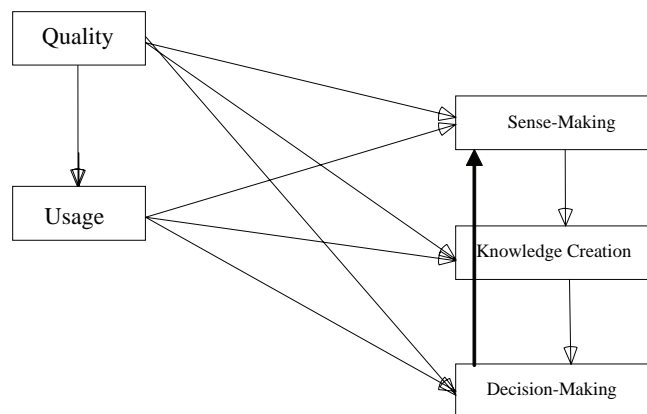 Quality
Sense-Making
Usage
Knowledge Creation
Decision-Making